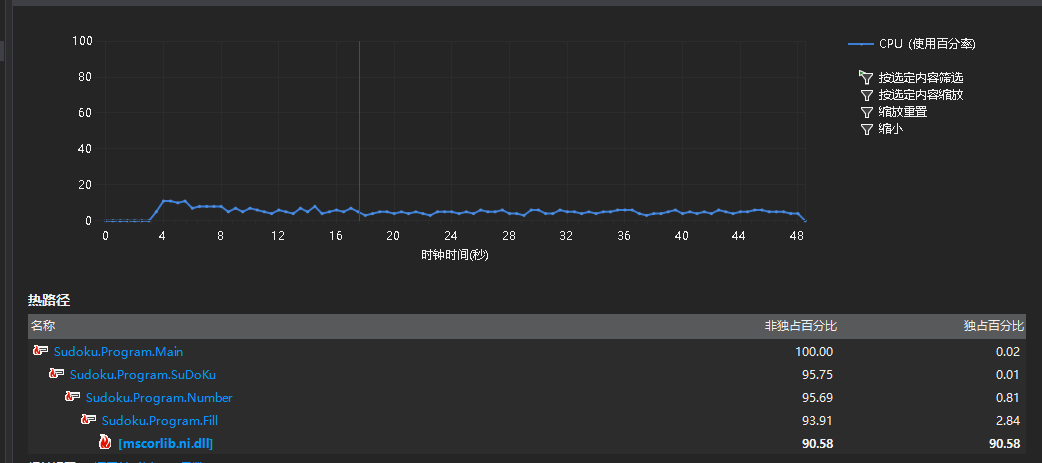 100
80
60
40
20
0
0 4 8 12 16 20 24 28 32 36 40 44 48
时钟时间(秒)
CPU (使用百分率)
按选定内容筛选
按选定内容缩放
缩放重置
缩小
热路径
名称 非独占百分比 独占百分比
Sudoku.Program.Main 100.00 0.02
Sudoku.Program.SuDoKu 95.75 0.01
Sudoku.Program.Number 95.69 0.81
Sudoku.Program.Fill 93.91 2.84
[mscorlib.ni.dll] 90.58 90.58